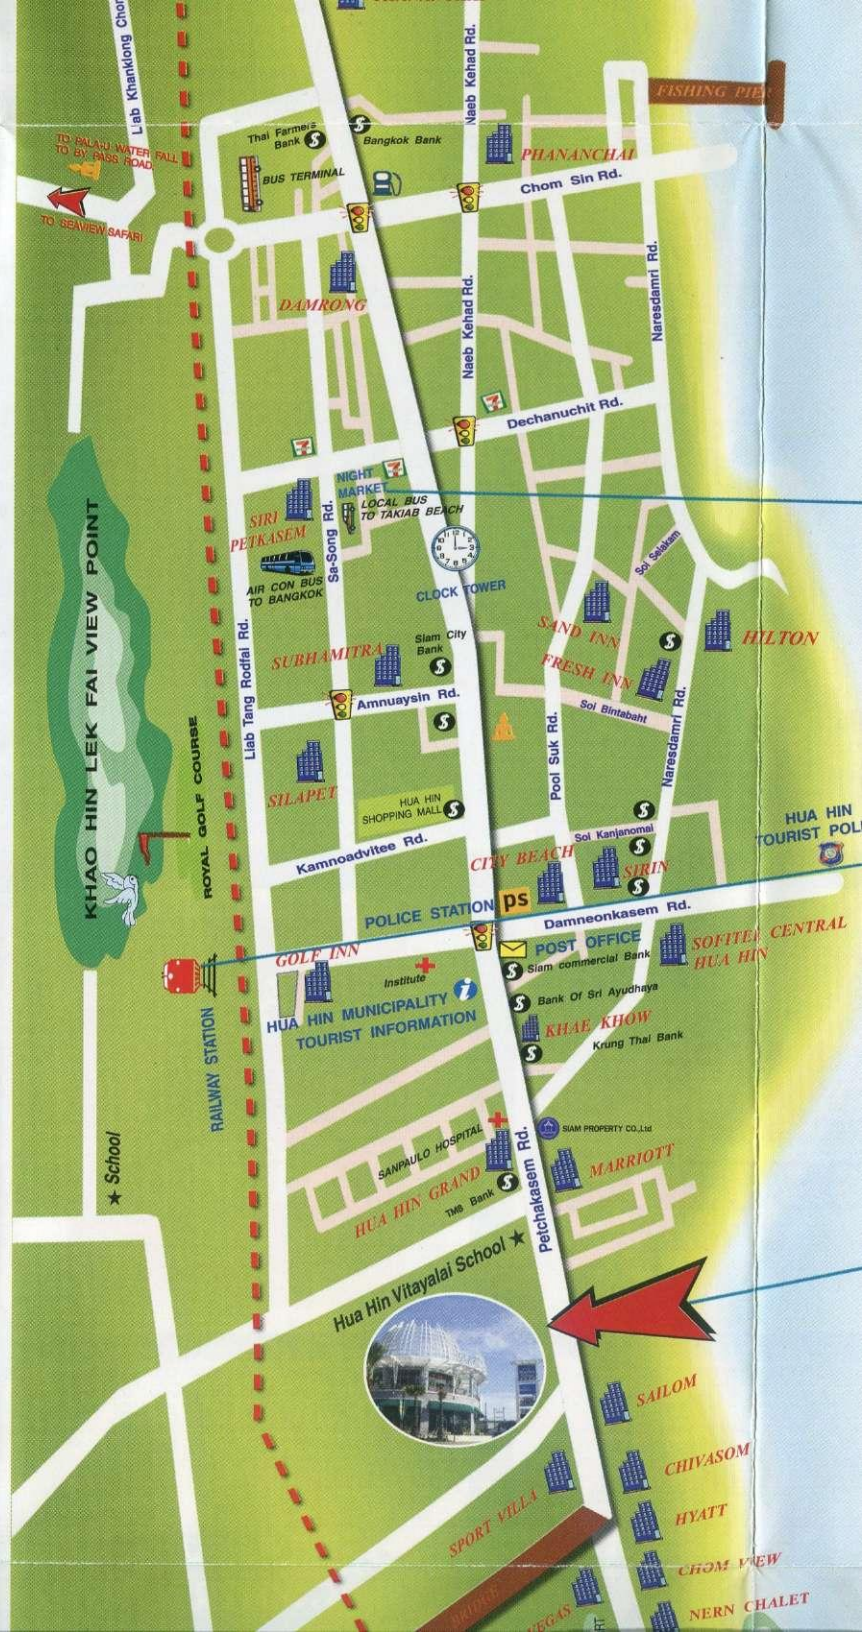 Liab Khanklong Chon
Naeb Kehad Rd.
FISHING PIER
TO PALA-U WATER FALL
TO BY PASS ROAD.
Thai Farmers
Bank
Bangkok Bank
PHANANCHAI
BUS TERMINAL
Chom Sin Rd.
TO SEAVIEW SAFARI
DAMRONG
Naeb Kehad Rd.
Naresdamri Rd.
Dechanuchit Rd.
NIGHT
MARKET
LOCAL BUS
TO TAKIAB BEACH
SIRI
PETKASEM
Sa-Song Rd.
AIR CON BUS
TO BANGKOK
Soi Selakam
CLOCK TOWER
KHAO HIN LEK FAI VIEW POINT
Liab Tang Rodfai Rd.
SUBHAMITRA
Siam City
Bank
SAND INN
HILTON
FRESH INN
Amnuaysin Rd.
Soi Bintabaht
Pool Suk Rd.
Naresdamri Rd.
SILAPET
HUA HIN
SHOPPING MALL
ROYAL GOLF COURSE
Kamnoadvitee Rd.
Soi Kanjanomai
HUA HIN
TOURIST POLI
CITY BEACH
SIRIN
POLICE STATION
ps
Damneonkasem Rd.
POST OFFICE
SOFITEL CENTRAL
HUA HIN
GOLF INN
Institute
Siam commercial Bank
Bank Of Sri Ayudhaya
HUA HIN MUNICIPALITY
TOURIST INFORMATION
KHAE KHOW
Krung Thai Bank
RAILWAY STATION
School
SANPAULO HOSPITAL
SIAM PROPERTY CO.,Ltd
HUA HIN GRAND
MARRIOTT
TMB Bank
Petchakasem Rd.
Hua Hin Vitayalai School
SAILOM
CHIVASOM
SPORT VILLA
HYATT
CHOM VIEW
BRIDGE
VEGAS
NERN CHALET